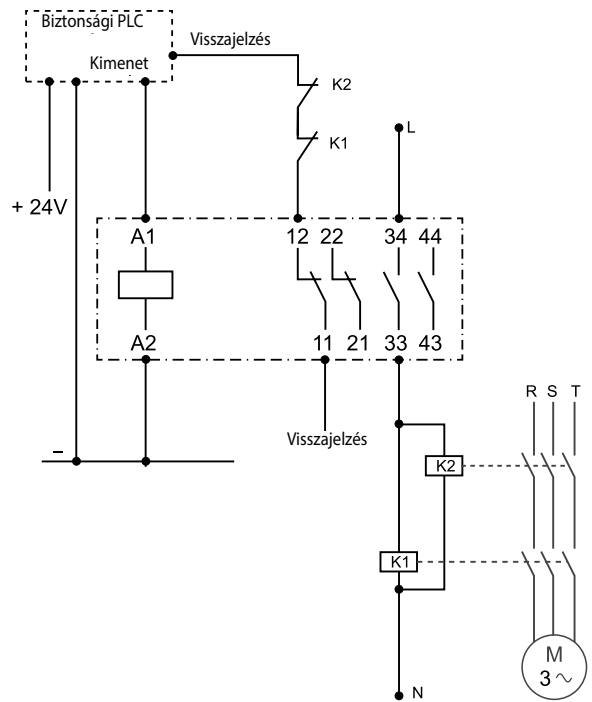 Biztonsági PLC
Visszajelzés
Kimenet
K2
L
K1
+ 24V
A1 12 22 34 44
A2 11 21 33 43
R S T
Visszajelzés
–
K2
K1
M
3 ~
N